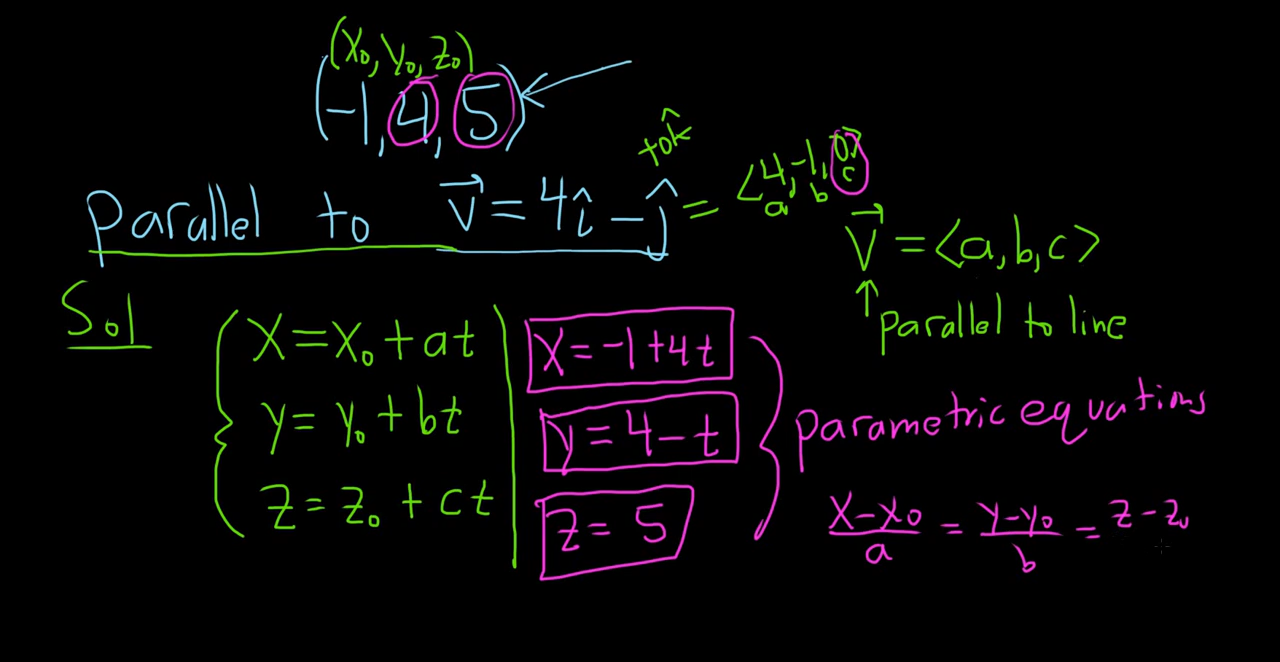 (x₀, y₀, z₀)
(-1, 4, 5)
Parallel to v⃗ = 4î - ĵ + 0k̂ = <4, -1, 0>
a b c
v⃗ = <a, b, c>
↑ parallel to line
Sol
x = x₀ + at
y = y₀ + bt
z = z₀ + ct
x = -1 + 4t
y = 4 - t
z = 5
parametric equations
(x - x₀)/a = (y - y₀)/b = z - z₀